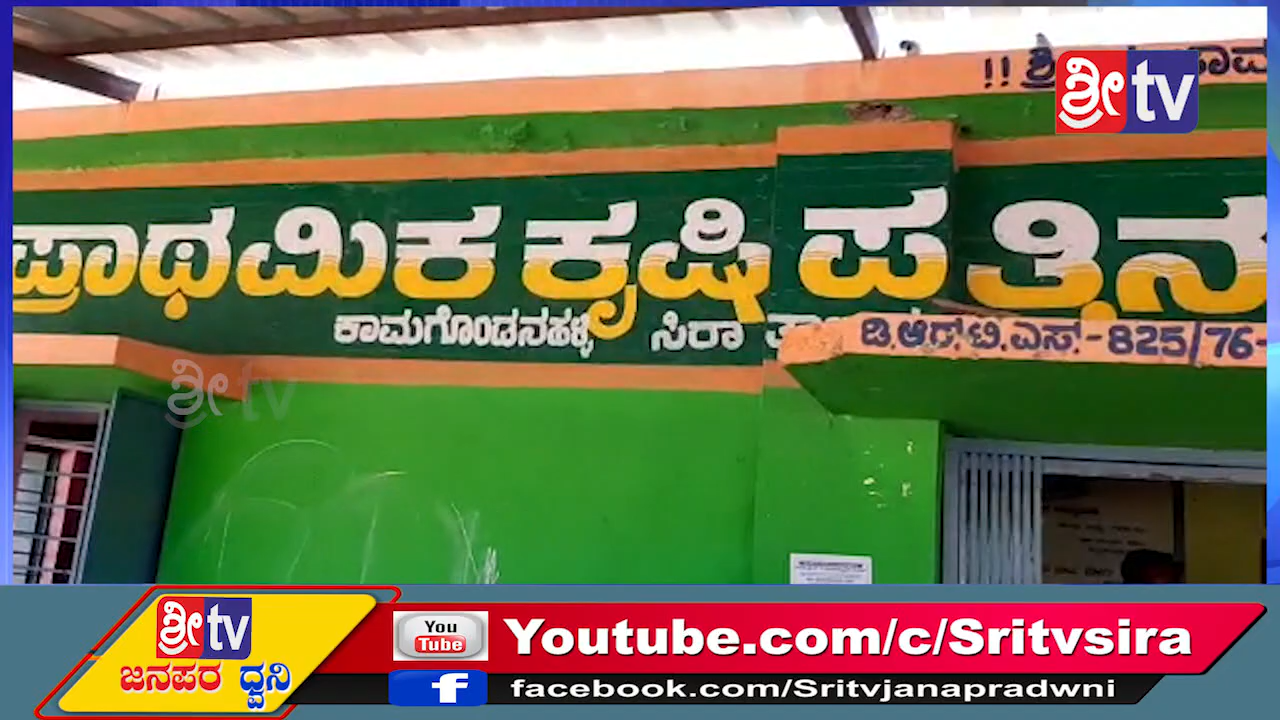 !! ಶ್ರೀ
ಶ್ರೀ tv
ಪ್ರಾಥಮಿಕ ಕೃಷಿ ಪತ್ತಿನ
ಕಾಮಗೊಂಡನಹಳ್ಳಿ ಸಿರಾ
ಡಿ.ಆರ್.ಟಿ.ಎಸ್.-825/76-
ಶ್ರೀ tv
ಶ್ರೀ tv
ಜನಪರ ಧ್ವನಿ
You Tube
Youtube.com/c/Sritvsira
f
facebook.com/Sritvjanapradwni